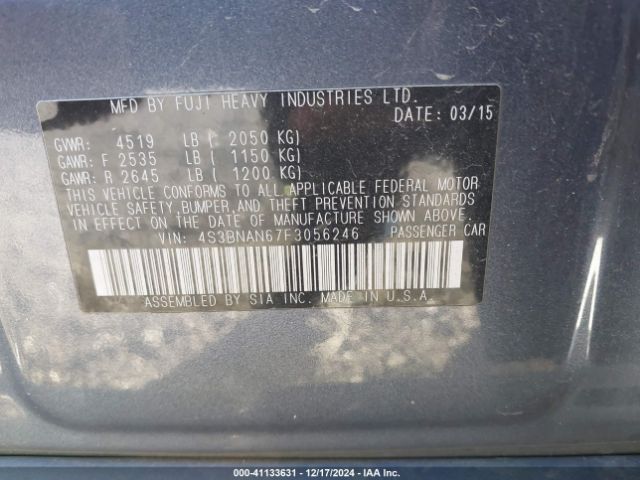 MFD BY FUJI HEAVY INDUSTRIES LTD.
DATE: 03/15
GVWR: 4519 LB ( 2050 KG)
GAWR: F 2535 LB ( 1150 KG)
GAWR: R 2645 LB ( 1200 KG)
THIS VEHICLE CONFORMS TO ALL APPLICABLE FEDERAL MOTOR
VEHICLE SAFETY, BUMPER, AND THEFT PREVENTION STANDARDS
IN EFFECT ON THE DATE OF MANUFACTURE SHOWN ABOVE.
VIN: 4S3BNAN67F3056246 PASSENGER CAR
ASSEMBLED BY SIA INC. MADE IN U.S.A.
000-41133631 - 12/17/2024 - IAA Inc.